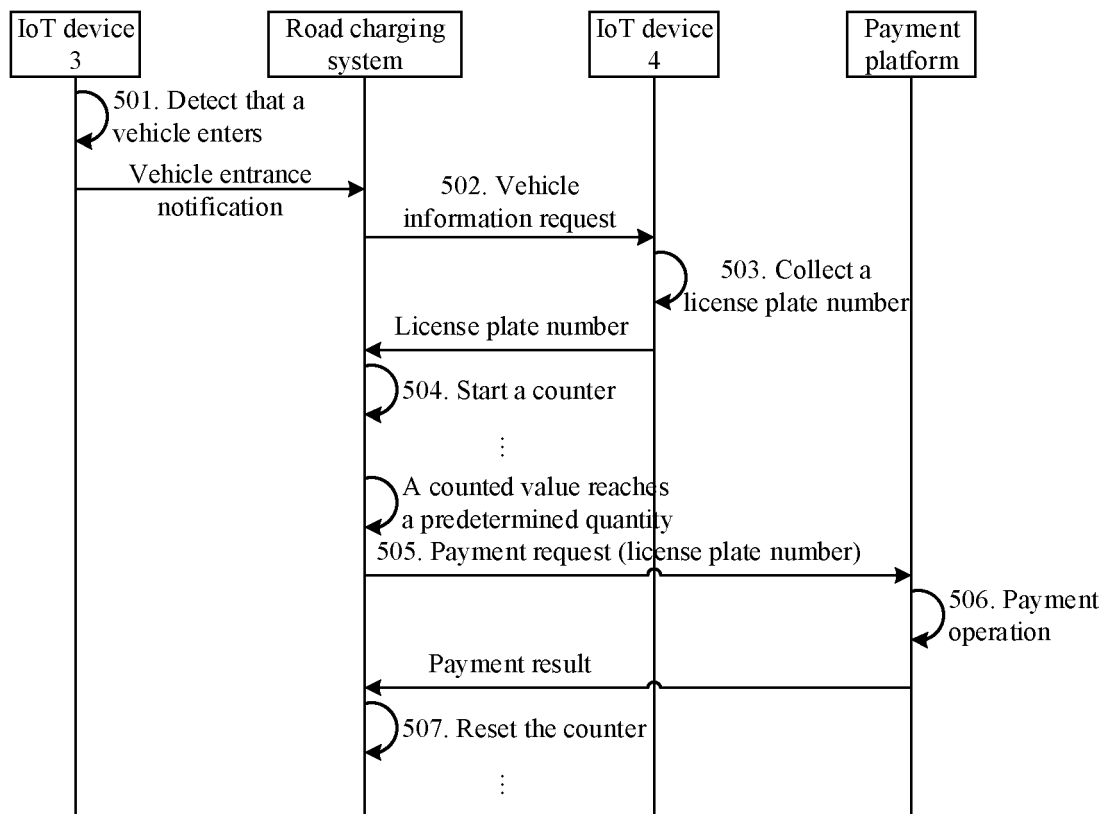 IoT device
3
Road charging
system
IoT device
4
Payment
platform
501. Detect that a
vehicle enters
Vehicle entrance
notification
502. Vehicle
information request
503. Collect a
license plate number
License plate number
504. Start a counter
A counted value reaches
a predetermined quantity
505. Payment request (license plate number)
506. Payment
operation
Payment result
507. Reset the counter